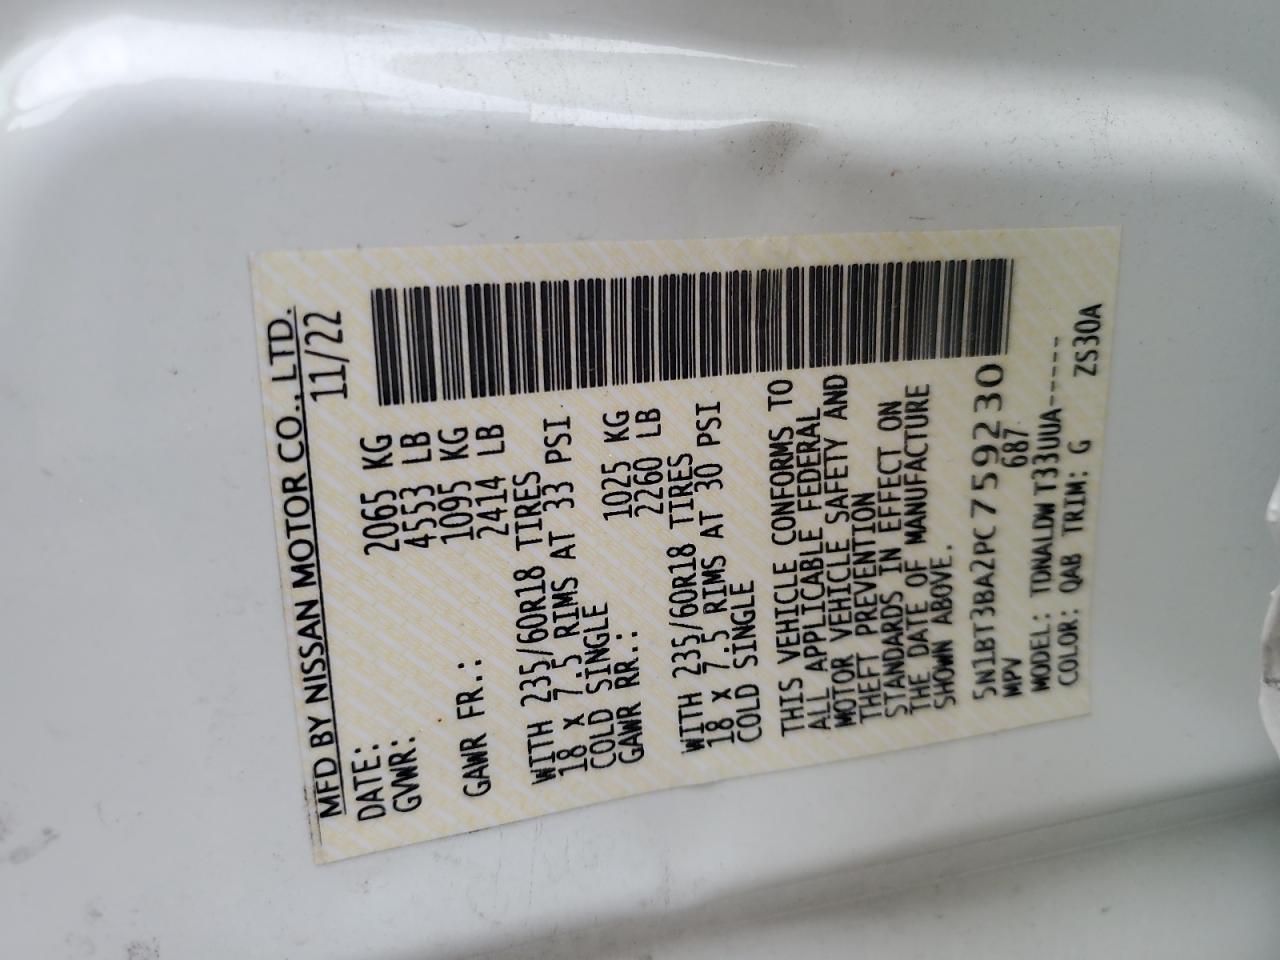 MFD BY NISSAN MOTOR CO., LTD.
DATE: 11/22
GVWR: 2065 KG
4553 LB
GAWR FR.: 1095 KG
2414 LB
WITH 235/60R18 TIRES
18 x 7.5 RIMS AT 33 PSI
COLD SINGLE
GAWR RR.: 1025 KG
2260 LB
WITH 235/60R18 TIRES
18 x 7.5 RIMS AT 30 PSI
COLD SINGLE
THIS VEHICLE CONFORMS TO
ALL APPLICABLE FEDERAL
MOTOR VEHICLE SAFETY AND
THEFT PREVENTION
STANDARDS IN EFFECT ON
THE DATE OF MANUFACTURE
SHOWN ABOVE.
5N1BT3BA2PC759230
MPV 687
MODEL: TDNALDW T33UUA-----
COLOR: QAB TRIM: G ZS30A